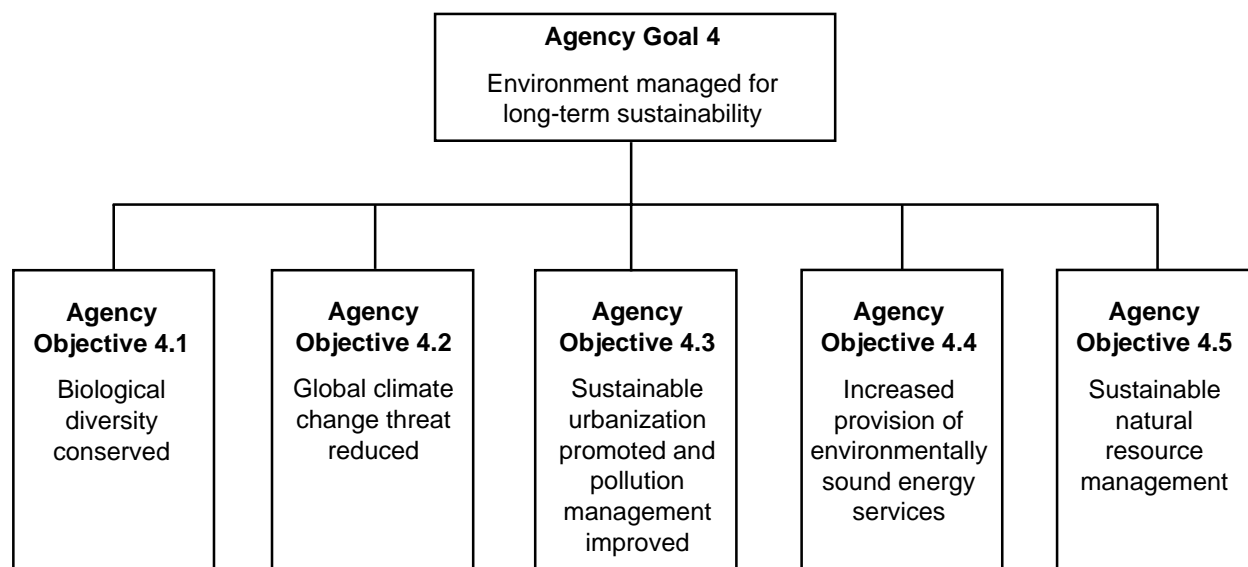 Agency Goal 4
Environment managed for
long-term sustainability
Agency
Objective 4.1
Biological
diversity
conserved
Agency
Objective 4.2
Global climate
change threat
reduced
Agency
Objective 4.3
Sustainable
urbanization
promoted and
pollution
management
improved
Agency
Objective 4.4
Increased
provision of
environmentally
sound energy
services
Agency
Objective 4.5
Sustainable
natural
resource
management